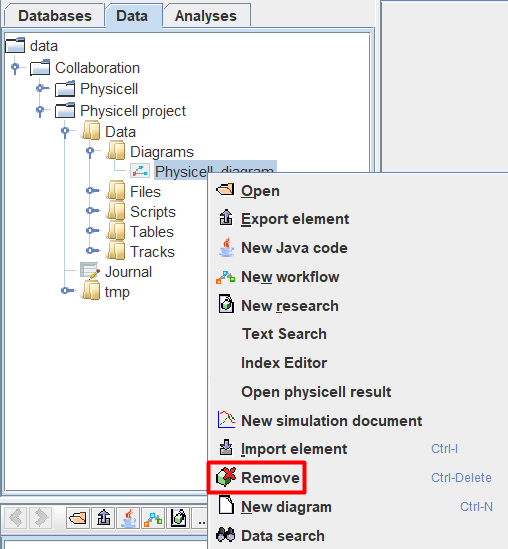 Databases Data Analyses
data
Collaboration
Physicell
Physicell project
Data
Diagrams
Physicell_diagram
Files
Scripts
Tables
Tracks
Journal
tmp
Open
Export element
New Java code
New workflow
New research
Text Search
Index Editor
Open physicell result
New simulation document
Import element Ctrl-I
Remove Ctrl-Delete
New diagram Ctrl-N
Data search
..